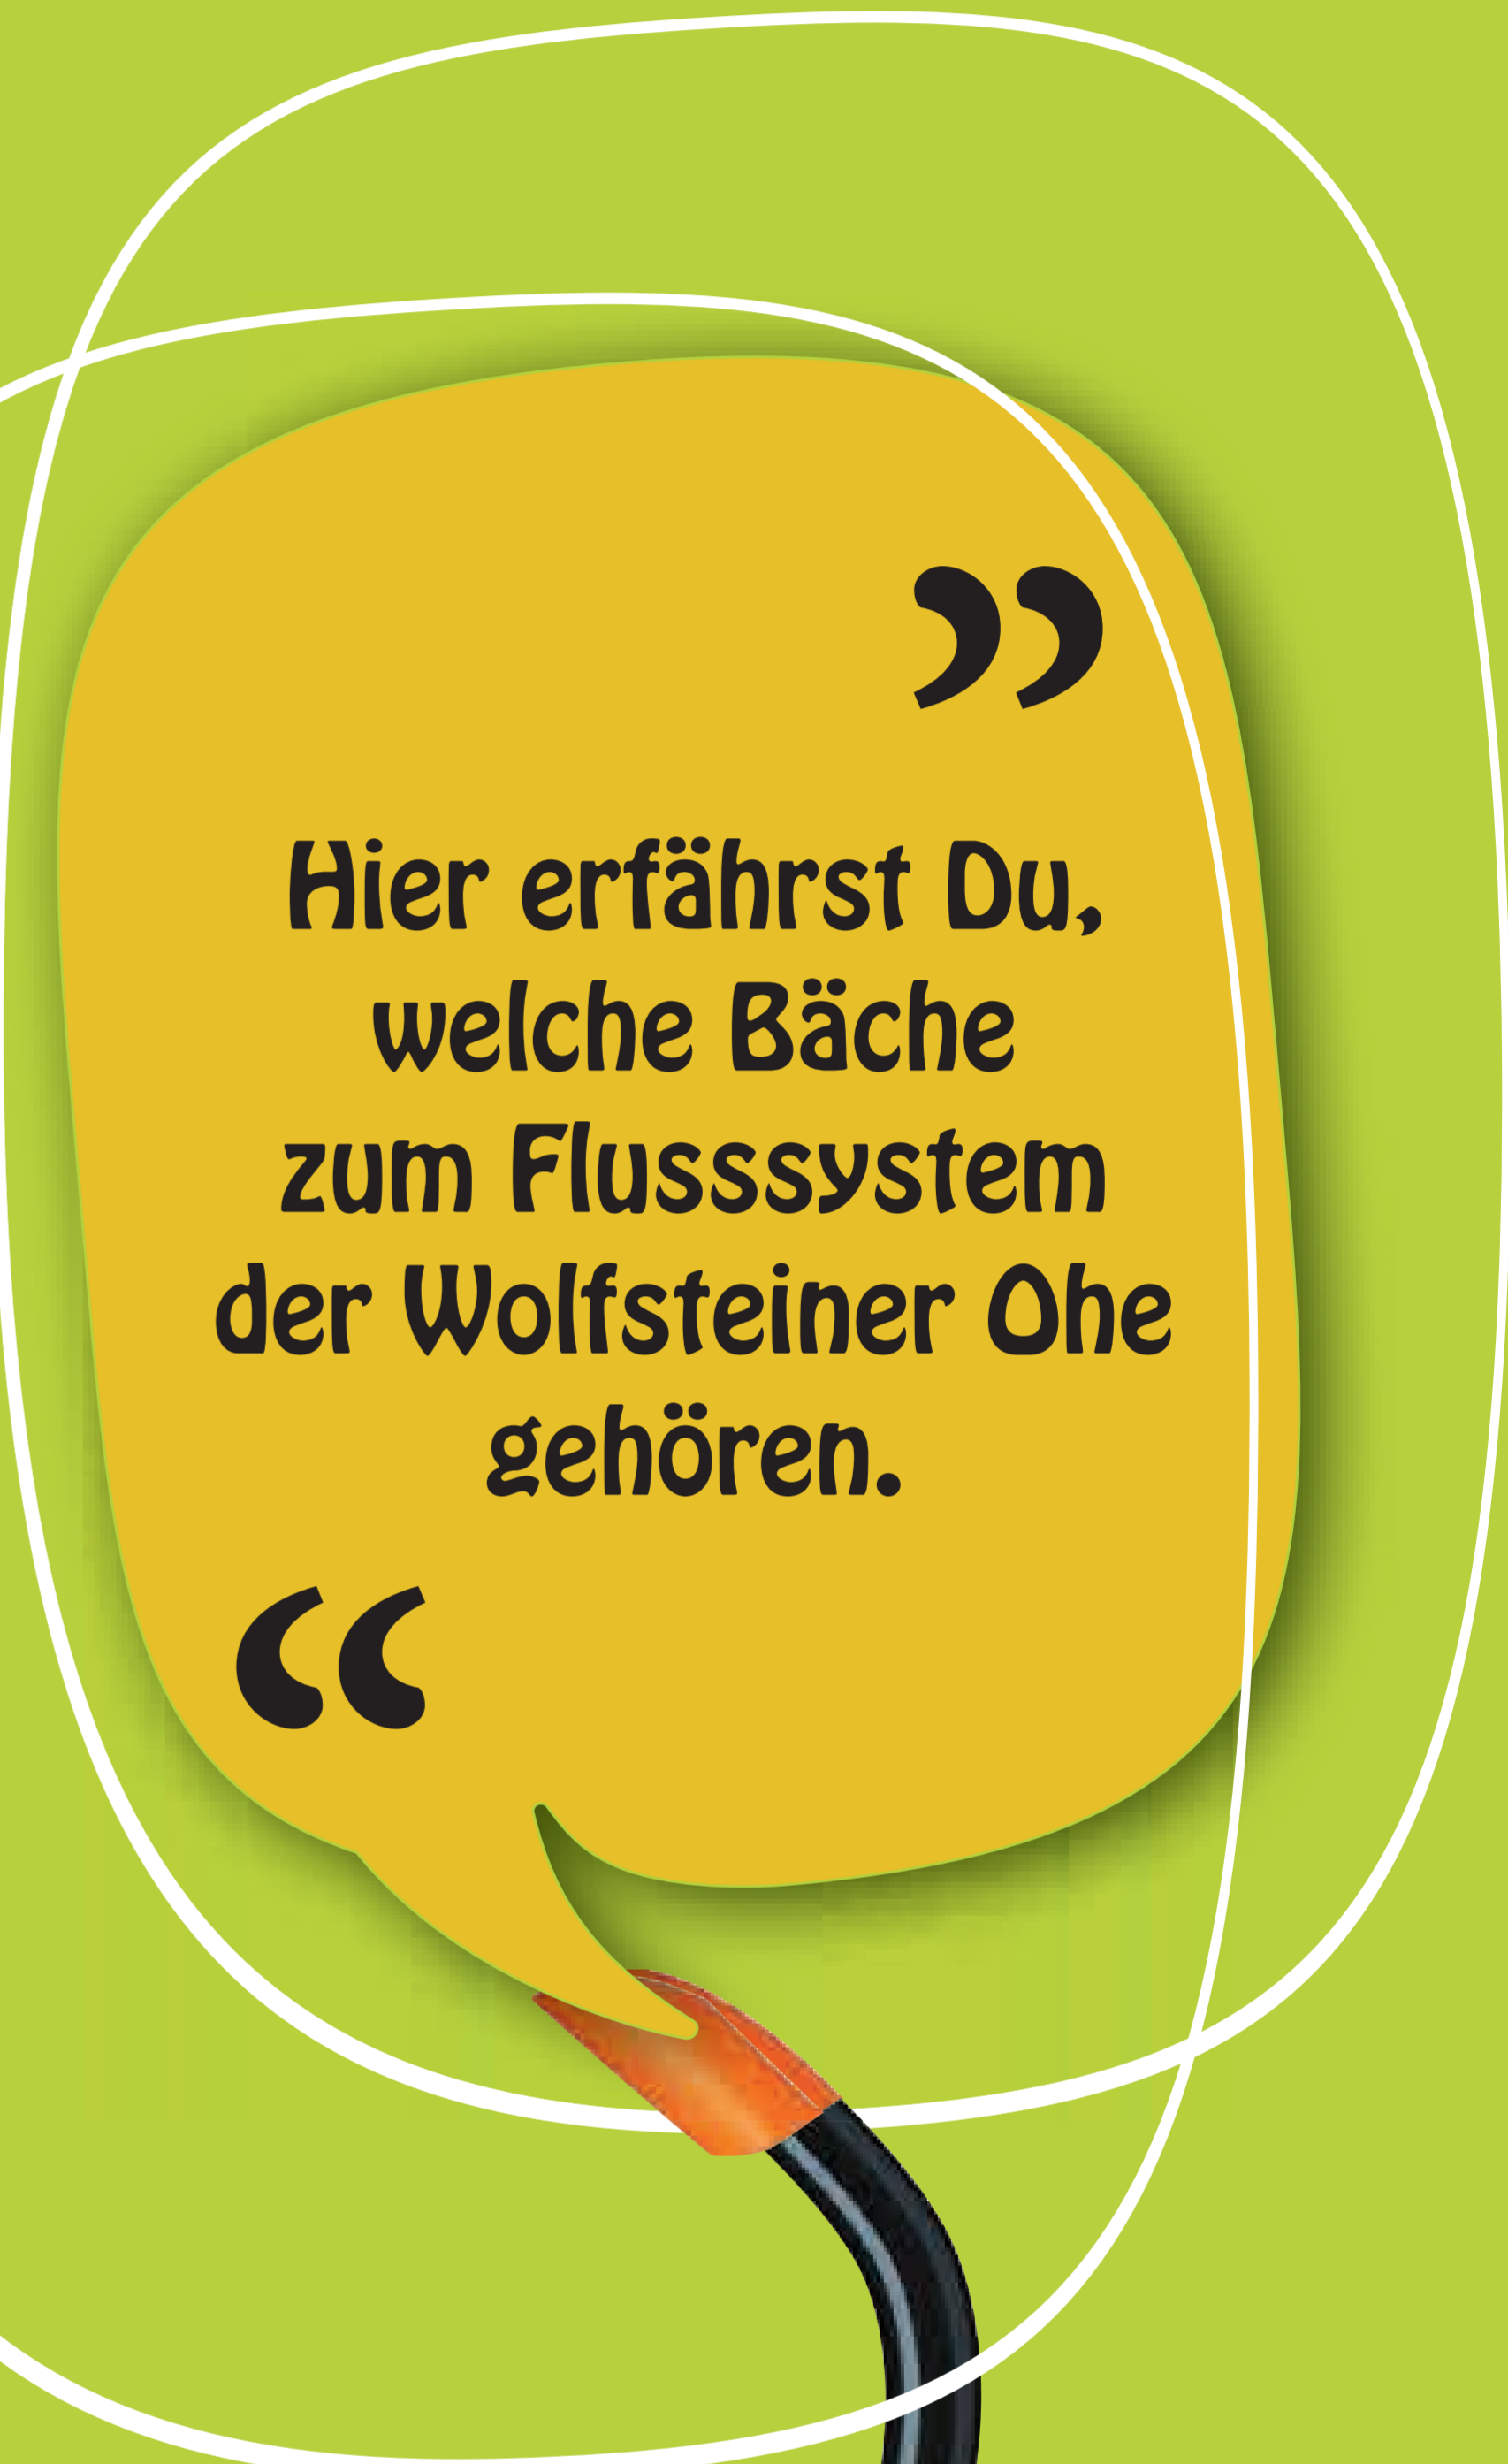 ”
Hier erfährst Du,
welche Bäche
zum Flusssystem
der Wolfsteiner Ohe
gehören.
“